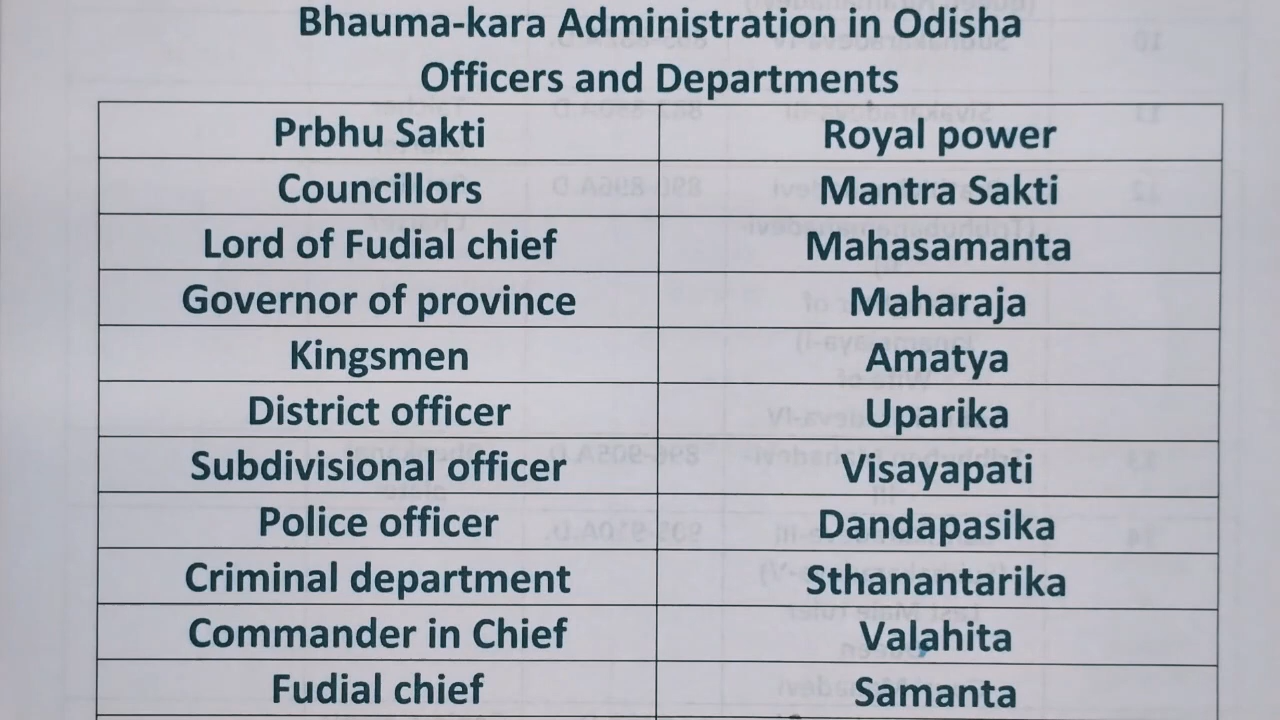 Bhauma-kara Administration in Odisha
Officers and Departments
Prbhu Sakti Royal power
Councillors Mantra Sakti
Lord of Fudial chief Mahasamanta
Governor of province Maharaja
Kingsmen Amatya
District officer Uparika
Subdivisional officer Visayapati
Police officer Dandapasika
Criminal department Sthanantarika
Commander in Chief Valahita
Fudial chief Samanta